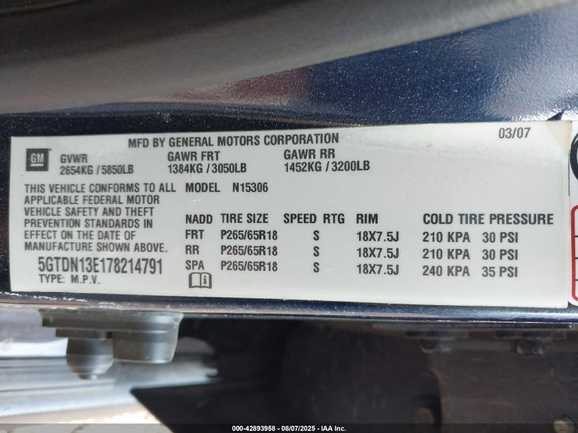 MFD BY GENERAL MOTORS CORPORATION 03/07
GM GVWR GAWR FRT GAWR RR
2654KG / 5850LB 1384KG / 3050LB 1452KG / 3200LB
THIS VEHICLE CONFORMS TO ALL MODEL N15306
APPLICABLE FEDERAL MOTOR
VEHICLE SAFETY AND THEFT
PREVENTION STANDARDS IN
EFFECT ON THE DATE OF
MANUFACTURE SHOWN ABOVE.
5GTDN13E178214791
TYPE: M.P.V.
NADD TIRE SIZE SPEED RTG RIM COLD TIRE PRESSURE
FRT P265/65R18 S 18X7.5J 210 KPA 30 PSI
RR P265/65R18 S 18X7.5J 210 KPA 30 PSI
SPA P265/65R18 S 18X7.5J 240 KPA 35 PSI
000-42893958 - 08/07/2025 - IAA Inc.